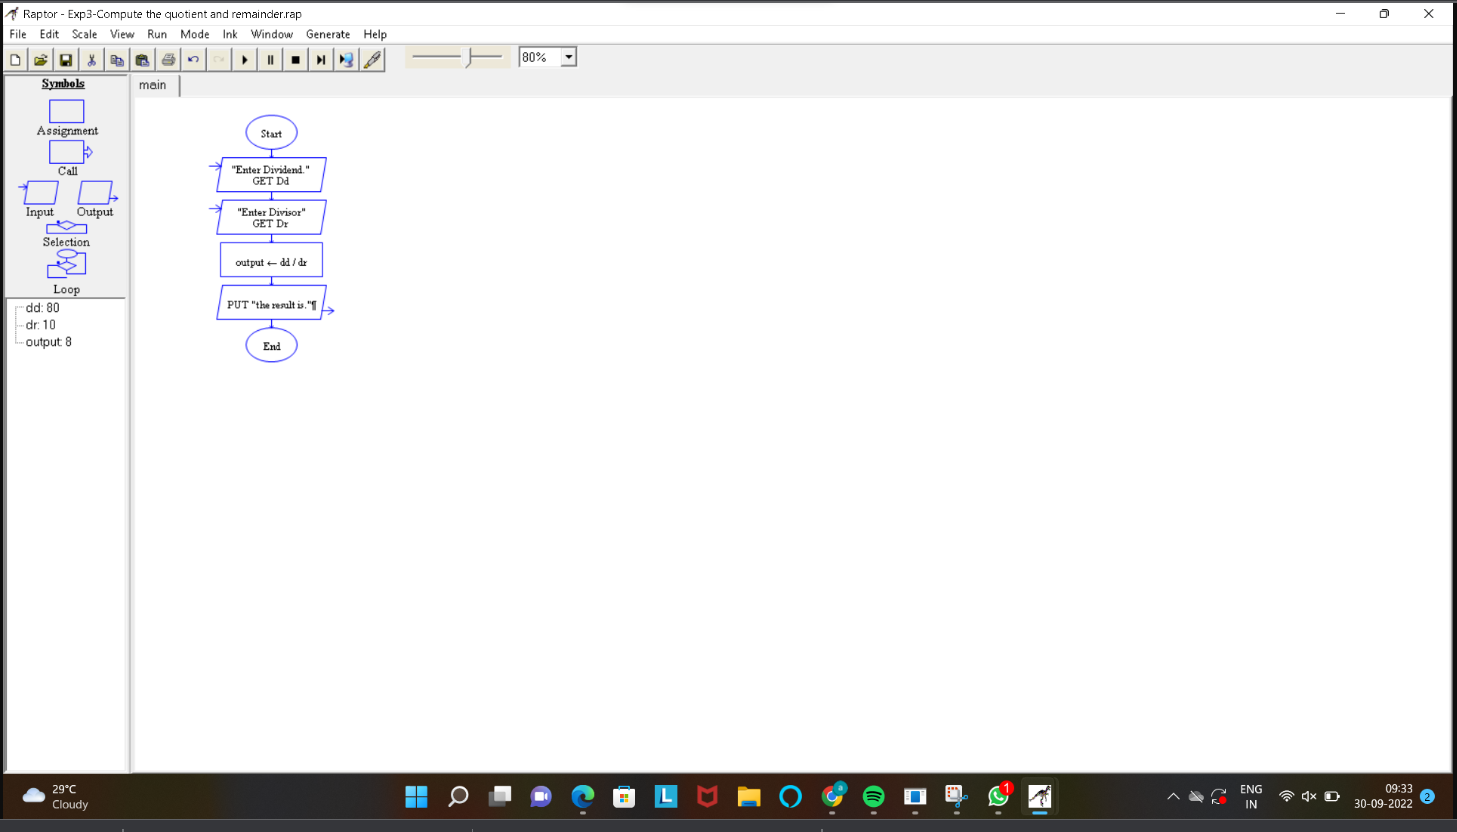 Raptor - Exp3-Compute the quotient and remainder.rap
File Edit Scale View Run Mode Ink Window Generate Help
80%
Symbols
main
Assignment
Call
Input Output
Selection
Loop
dd: 80
dr: 10
output: 8
Start
"Enter Dividend."
GET Dd
"Enter Divisor"
GET Dr
output ← dd / dr
PUT "the result is."¶
End
29°C
Cloudy
L
a
1
ENG
IN
09:33
30-09-2022
2